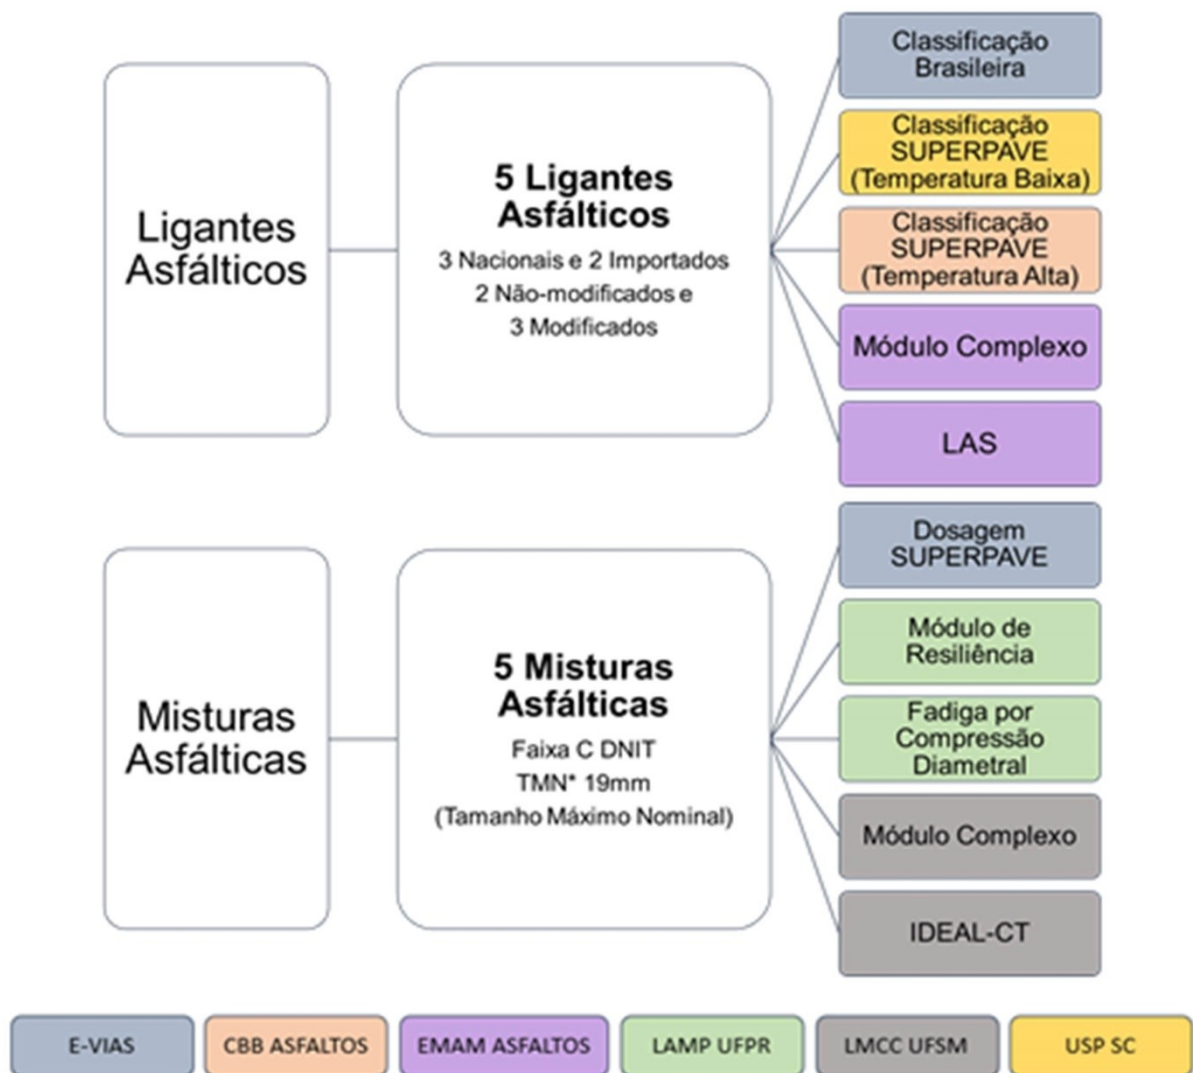 Ligantes
Asfálticos
5 Ligantes
Asfálticos
3 Nacionais e 2 Importados
2 Não-modificados e
3 Modificados
Classificação
Brasileira
Classificação
SUPERPAVE
(Temperatura Baixa)
Classificação
SUPERPAVE
(Temperatura Alta)
Módulo Complexo
LAS
Misturas
Asfálticas
5 Misturas
Asfálticas
Faixa C DNIT
TMN* 19mm
(Tamanho Máximo Nominal)
Dosagem
SUPERPAVE
Módulo de
Resiliência
Fadiga por
Compressão
Diametral
Módulo Complexo
IDEAL-CT
E-VIAS
CBB ASFALTOS
EMAM ASFALTOS
LAMP UFPR
LMCC UFSM
USP SC